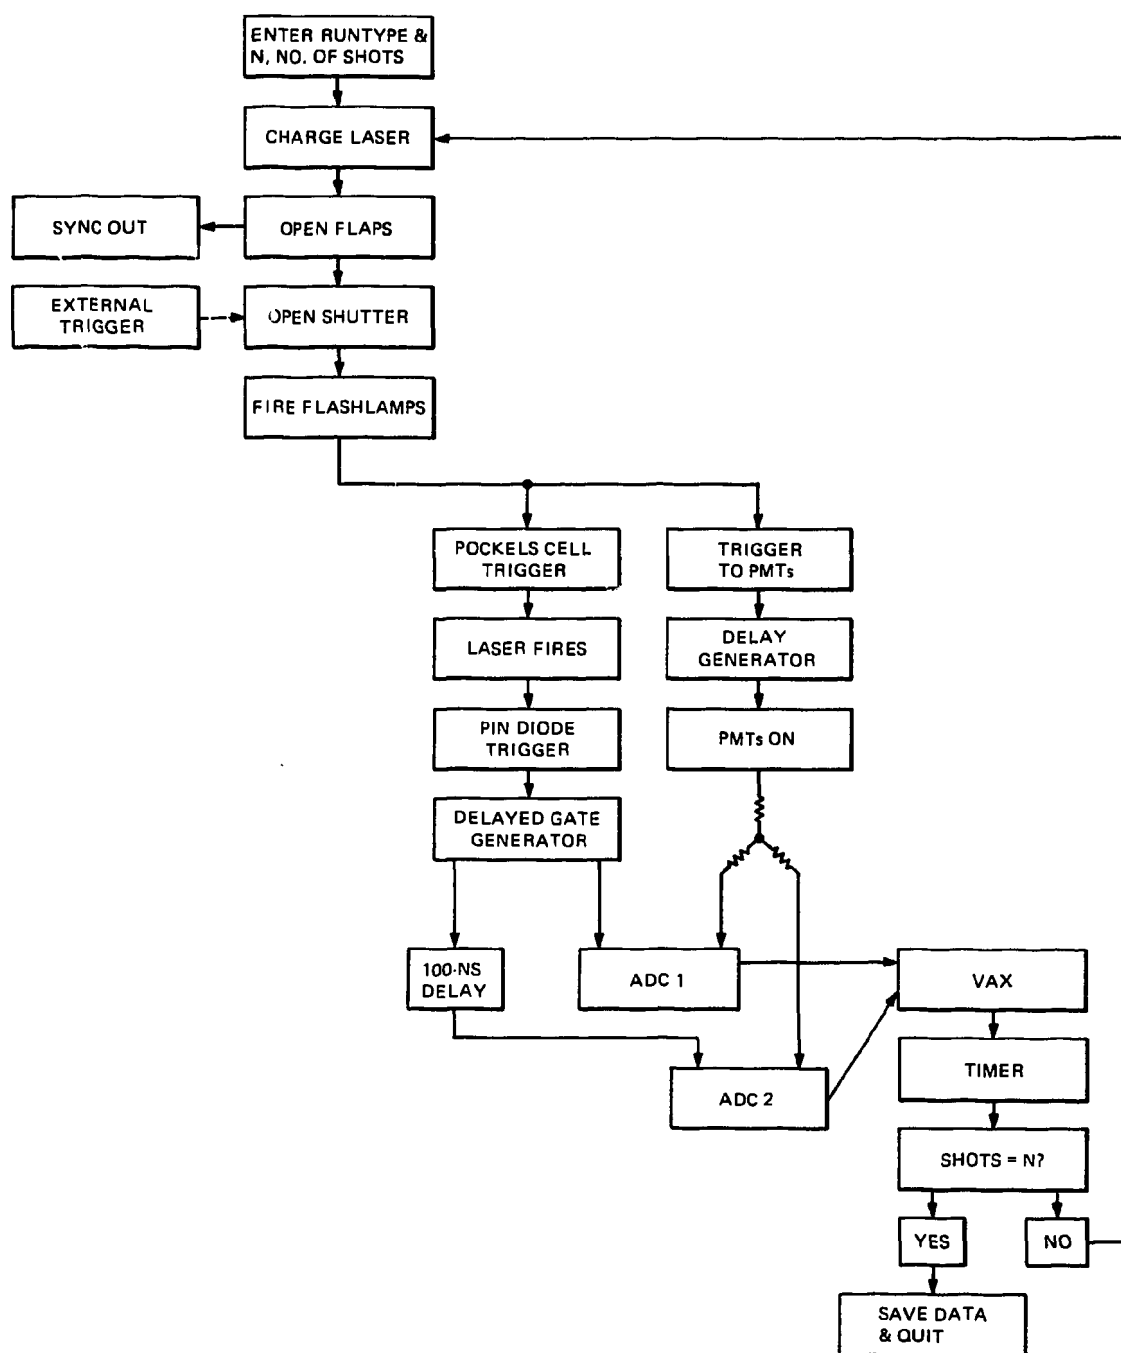 ENTER RUNTYPE &
N, NO. OF SHOTS
CHARGE LASER
SYNC OUT
OPEN FLAPS
EXTERNAL
TRIGGER
OPEN SHUTTER
FIRE FLASHLAMPS
POCKELS CELL
TRIGGER
TRIGGER
TO PMTs
LASER FIRES
DELAY
GENERATOR
PIN DIODE
TRIGGER
PMTs ON
DELAYED GATE
GENERATOR
100-NS
DELAY
ADC 1
VAX
ADC 2
TIMER
SHOTS = N?
YES
NO
SAVE DATA
& QUIT